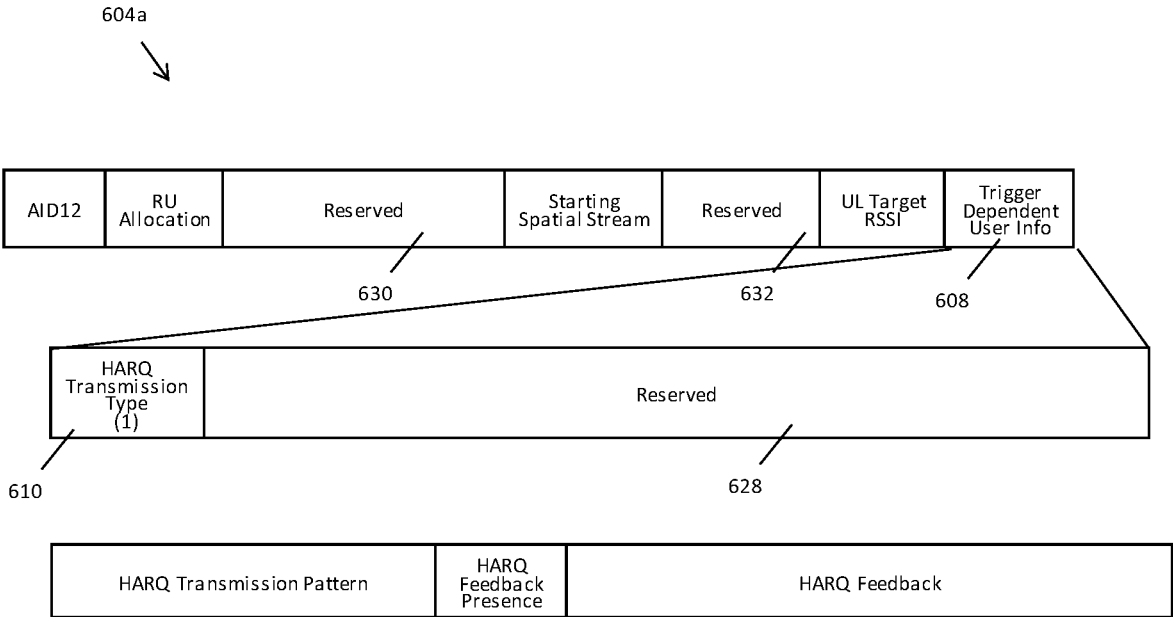 604a
AID12
RU
Allocation
Reserved
Starting
Spatial Stream
Reserved
UL Target
RSSI
Trigger
Dependent
User Info
630
632
608
HARQ
Transmission
Type
(1)
Reserved
610
628
HARQ Transmission Pattern
HARQ
Feedback
Presence
HARQ Feedback